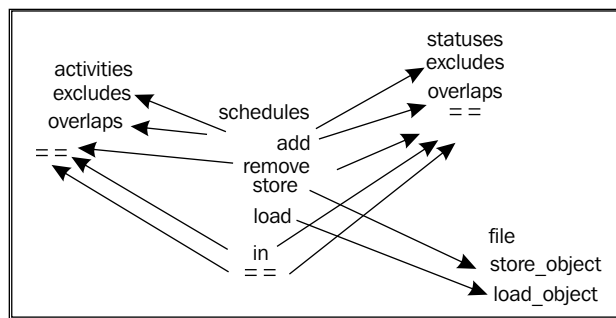 activities
excludes
overlaps
= =
schedules
add
remove
store
load
in
= =
statuses
excludes
overlaps
= =
file
store_object
load_object